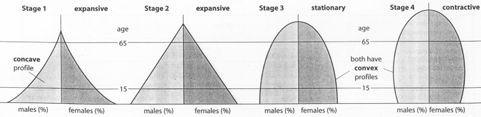 Stage 1 expansive
Stage 2 expansive
Stage 3 stationary
Stage 4 contractive
age
65
15
concave
profile
age
65
15
both have
convex
profiles
males (%) females (%)
males (%) females (%)
males (%) females (%)
males (%) females (%)